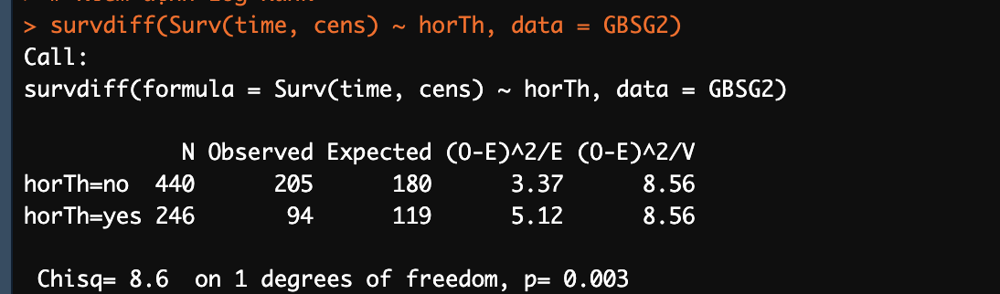 > survdiff(Surv(time, cens) ~ horTh, data = GBSG2)
Call:
survdiff(formula = Surv(time, cens) ~ horTh, data = GBSG2)
N Observed Expected (O-E)^2/E (O-E)^2/V
horTh=no 440 205 180 3.37 8.56
horTh=yes 246 94 119 5.12 8.56
Chisq= 8.6 on 1 degrees of freedom, p= 0.003